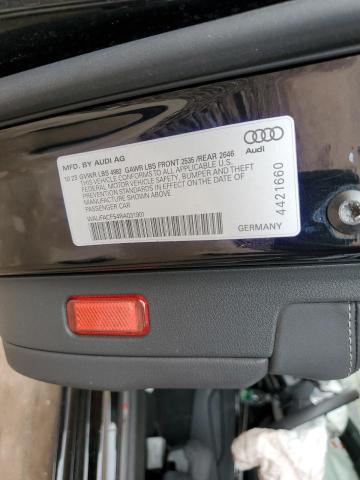 MFD. BY AUDI AG
10 23 GVWR LBS 4982 GAWR LBS FRONT 2535 /REAR 2646
THIS VEHICLE CONFORMS TO ALL APPLICABLE U.S.
FEDERAL MOTOR VEHICLE SAFETY, BUMPER AND THEFT
PREVENTION STANDARDS IN EFFECT ON THE DATE OF
MANUFACTURE SHOWN ABOVE.
PASSENGER CAR
Audi
4421660
GERMANY